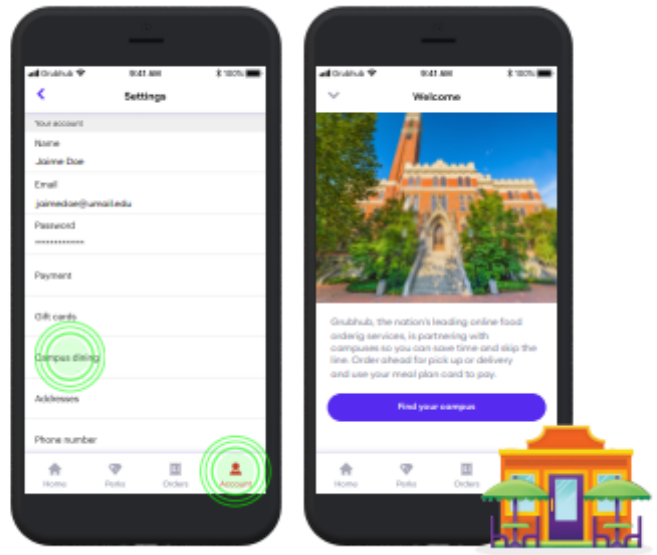 Grubhub 9:41 AM 100%
Settings
Your account
Name
Jaime Doe
Email
jaimedoe@umail.edu
Password
••••••••••••
Payment
Gift cards
Campus dining
Addresses
Phone number
Home Perks Orders Account
Grubhub 9:41 AM 100%
Welcome
Grubhub, the nation's leading online food
orderig services, is partnering with
campuses so you can save time and skip the
line. Order ahead for pick up or delivery
and use your meal plan card to pay.
Find your campus
Home Perks Orders